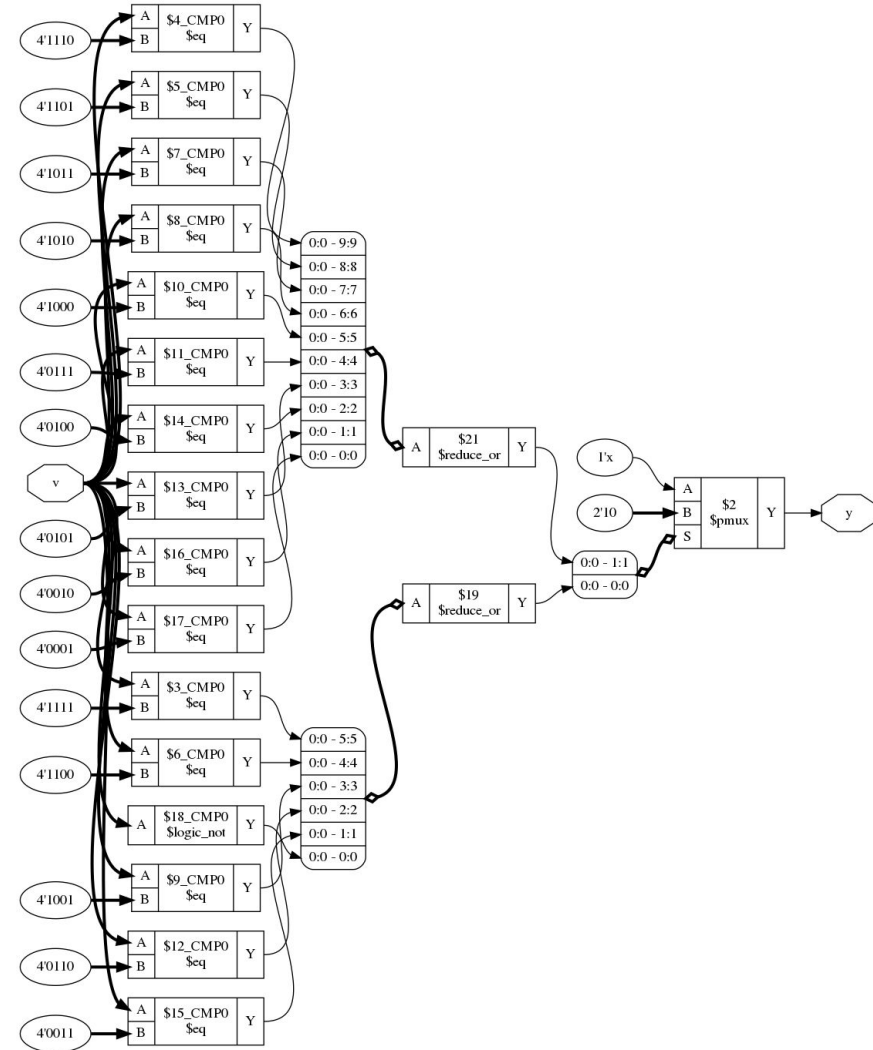 4'1110
A $4_CMP0 Y
B $eq
4'1101
A $5_CMP0 Y
B $eq
4'1011
A $7_CMP0 Y
B $eq
4'1010
A $8_CMP0 Y
B $eq
4'1000
A $10_CMP0 Y
B $eq
4'0111
A $11_CMP0 Y
B $eq
4'0100
A $14_CMP0 Y
B $eq
v
A $13_CMP0 Y
B $eq
4'0101
A $16_CMP0 Y
B $eq
4'0010
A $17_CMP0 Y
B $eq
4'0001
A $3_CMP0 Y
B $eq
4'1111
A $6_CMP0 Y
B $eq
4'1100
A $18_CMP0 Y
$logic_not
A $9_CMP0 Y
B $eq
4'1001
A $12_CMP0 Y
B $eq
4'0110
A $15_CMP0 Y
B $eq
4'0011
0:0 - 9:9
0:0 - 8:8
0:0 - 7:7
0:0 - 6:6
0:0 - 5:5
0:0 - 4:4
0:0 - 3:3
0:0 - 2:2
0:0 - 1:1
0:0 - 0:0
0:0 - 5:5
0:0 - 4:4
0:0 - 3:3
0:0 - 2:2
0:0 - 1:1
0:0 - 0:0
A $21 Y
$reduce_or
A $19 Y
$reduce_or
1'x
2'10
0:0 - 1:1
0:0 - 0:0
A
B $2 Y
S $pmux
y